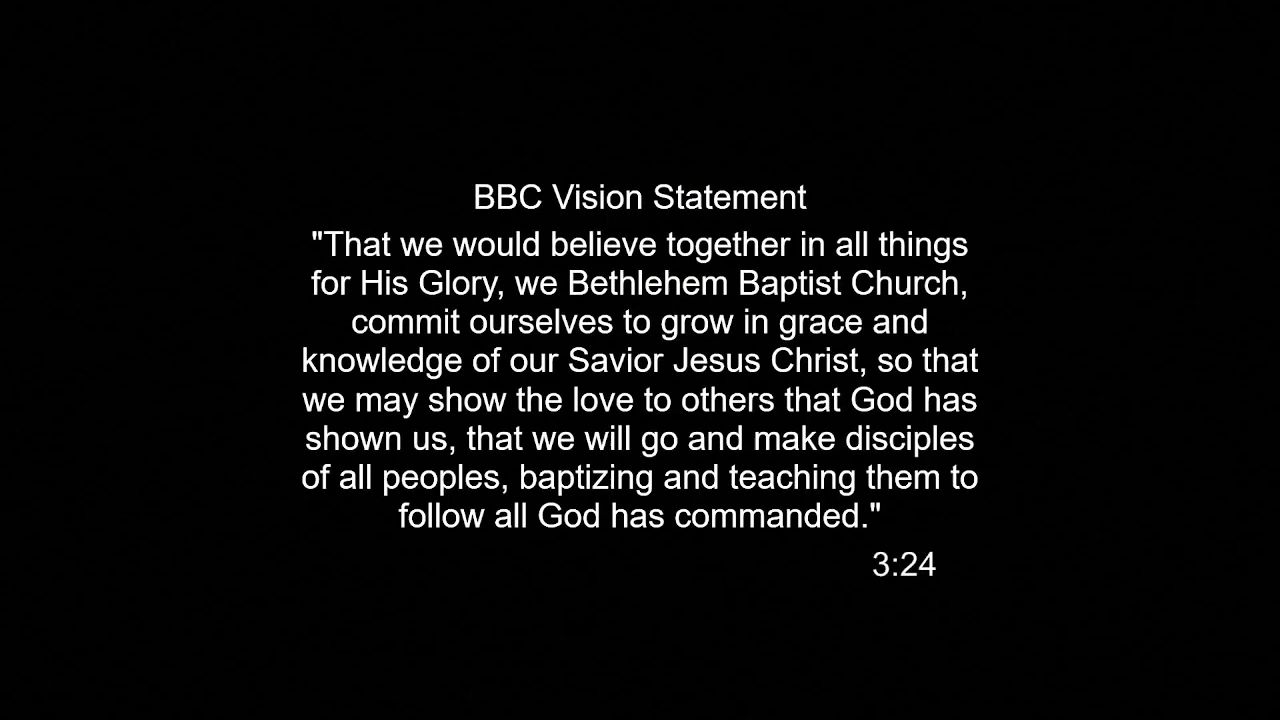 BBC Vision Statement
"That we would believe together in all things
for His Glory, we Bethlehem Baptist Church,
commit ourselves to grow in grace and
knowledge of our Savior Jesus Christ, so that
we may show the love to others that God has
shown us, that we will go and make disciples
of all peoples, baptizing and teaching them to
follow all God has commanded."
3:24